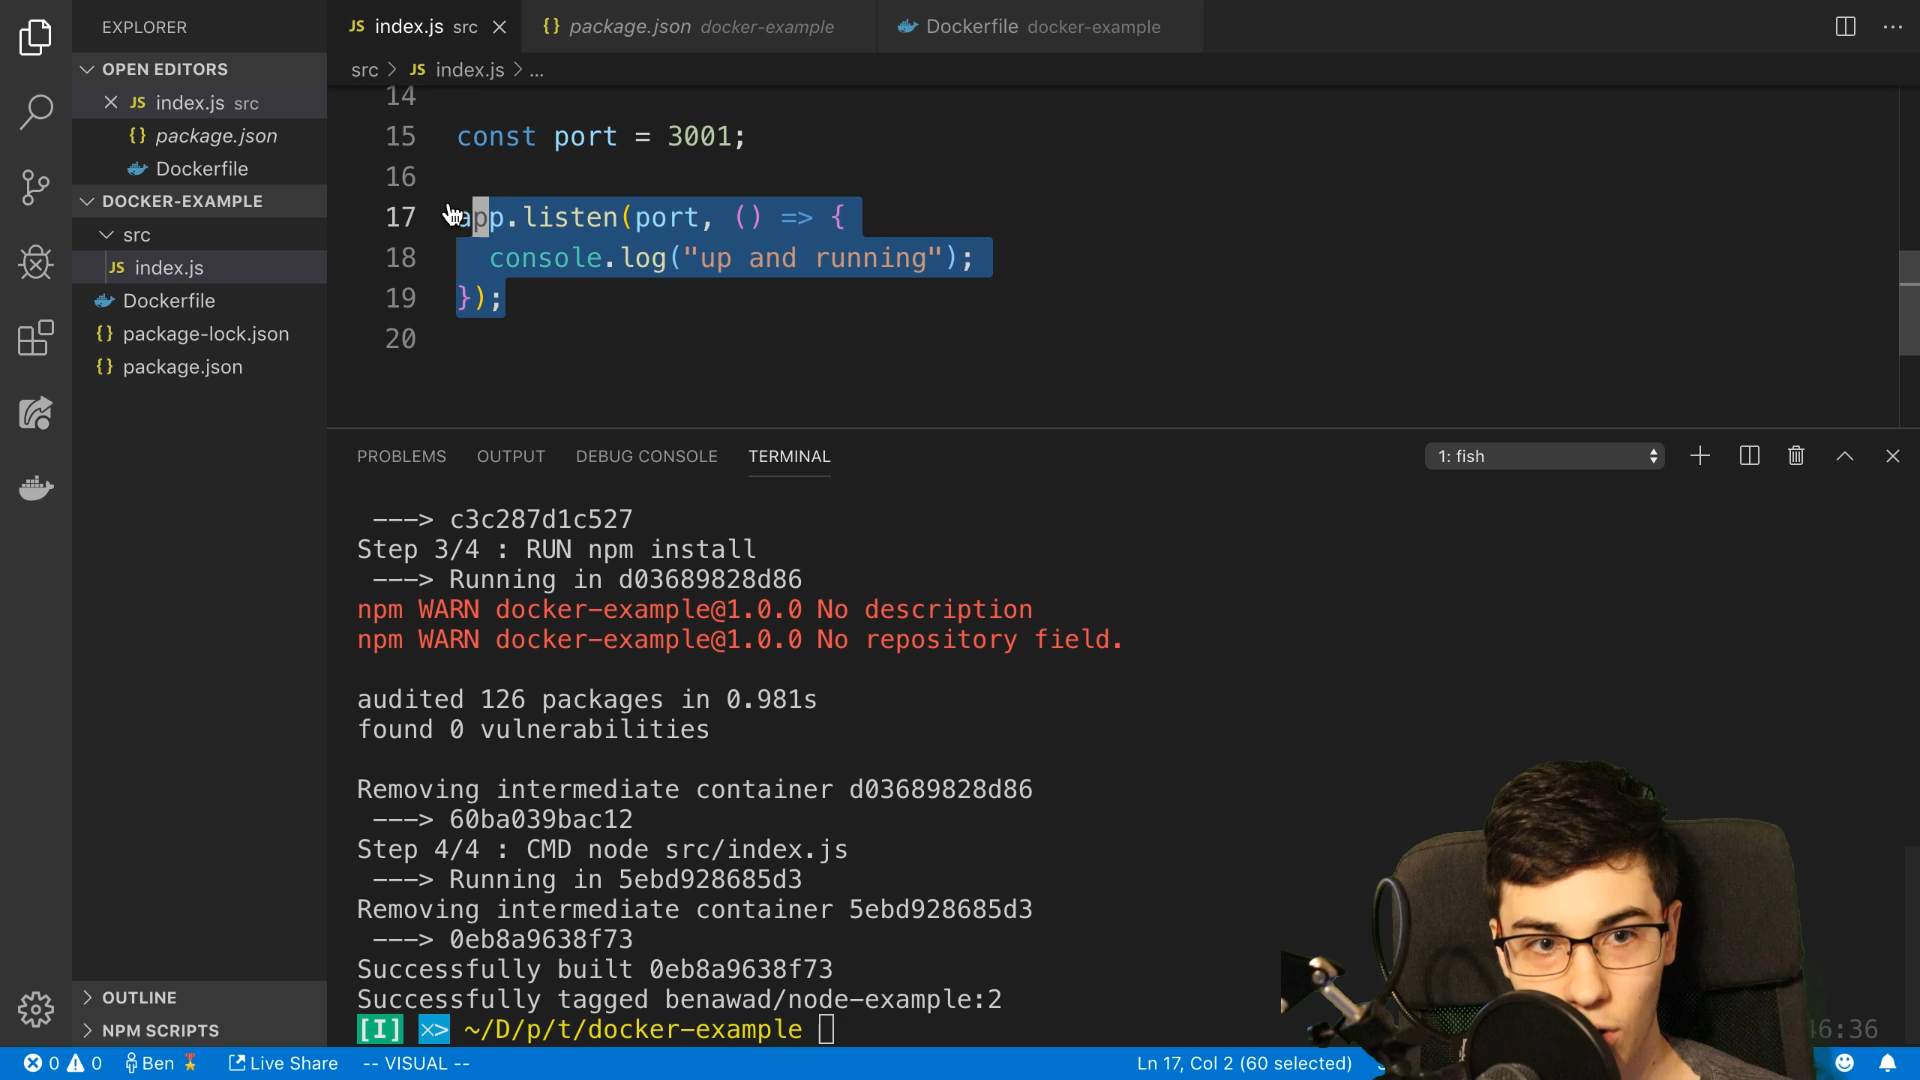 EXPLORER
JS index.js src
{} package.json docker-example
Dockerfile docker-example
OPEN EDITORS
src > JS index.js > ...
JS index.js src
{} package.json
Dockerfile
DOCKER-EXAMPLE
src
JS index.js
Dockerfile
{} package-lock.json
{} package.json
14
15 const port = 3001;
16
17 app.listen(port, () => {
18 console.log("up and running");
19 });
20
PROBLEMS OUTPUT DEBUG CONSOLE TERMINAL
1: fish
---> c3c287d1c527
Step 3/4 : RUN npm install
---> Running in d03689828d86
npm WARN docker-example@1.0.0 No description
npm WARN docker-example@1.0.0 No repository field.
audited 126 packages in 0.981s
found 0 vulnerabilities
Removing intermediate container d03689828d86
---> 60ba039bac12
Step 4/4 : CMD node src/index.js
---> Running in 5ebd928685d3
Removing intermediate container 5ebd928685d3
---> 0eb8a9638f73
Successfully built 0eb8a9638f73
Successfully tagged benawad/node-example:2
[I] ×> ~/D/p/t/docker-example
OUTLINE
NPM SCRIPTS
0 0 Ben Live Share -- VISUAL --
Ln 17, Col 2 (60 selected)